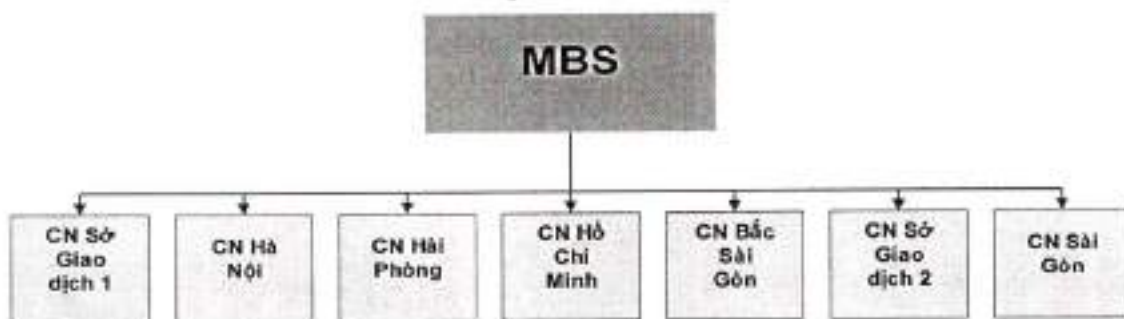 MBS
CN Sở
Giao
dịch 1
CN Hà
Nội
CN Hải
Phòng
CN Hồ
Chí
Minh
CN Bắc
Sài
Gòn
CN Sở
Giao
dịch 2
CN Sài
Gòn